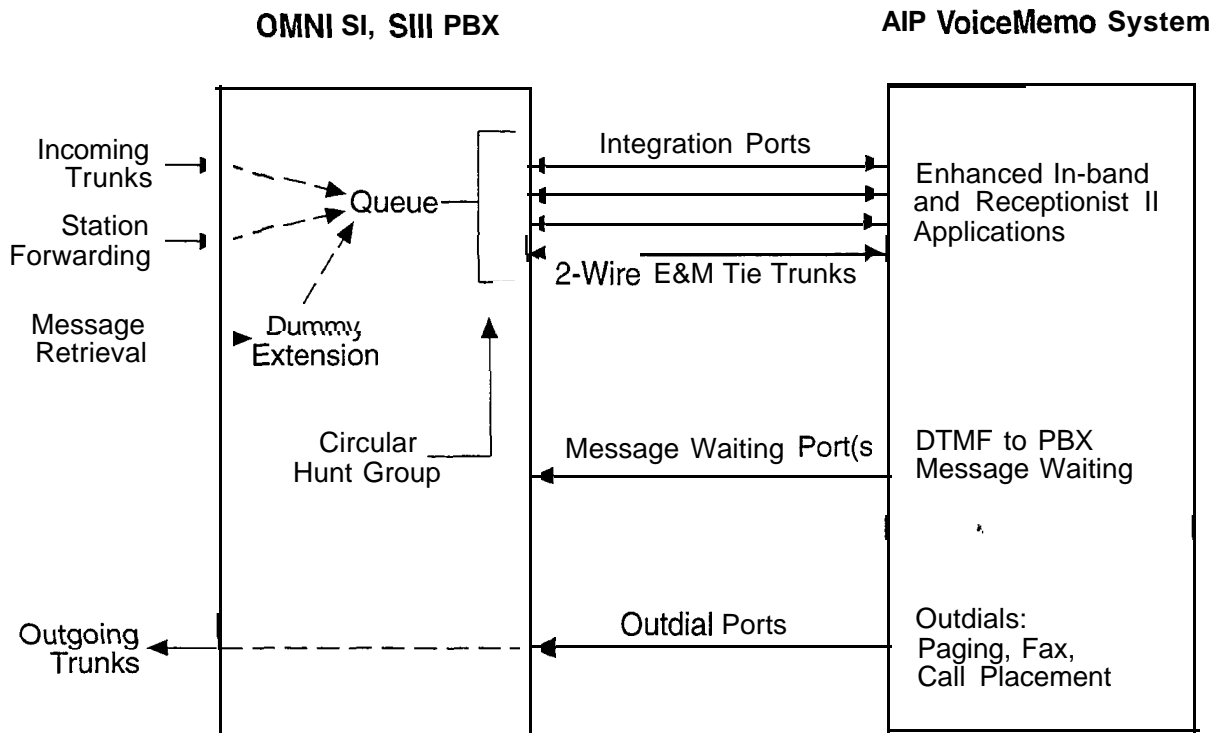 OMNI SI, SIII PBX
AIP VoiceMemo System
Incoming
Trunks
Station
Forwarding
Message
Retrieval
Queue
Dummy
Extension
Circular
Hunt Group
Integration Ports
2-Wire E&M Tie Trunks
Enhanced In-band
and Receptionist II
Applications
Message Waiting Port(s
DTMF to PBX
Message Waiting
Outgoing
Trunks
Outdial Ports
Outdials:
Paging, Fax,
Call Placement